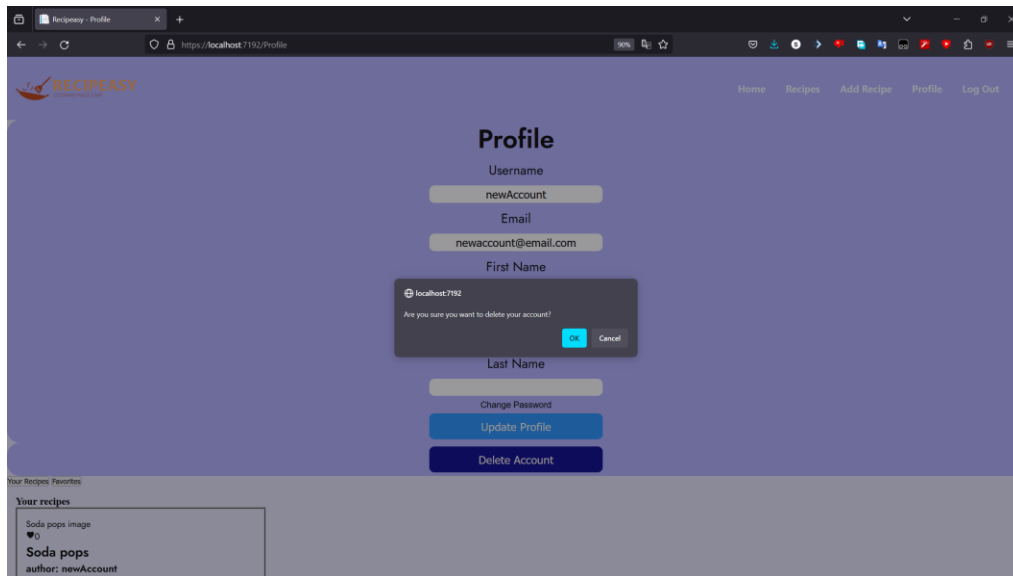 Recipeasy - Profile
https://localhost:7192/Profile
90%
RECIPEASY
Home Recipes Add Recipe Profile Log Out
Profile
Username
newAccount
Email
newaccount@email.com
First Name
localhost:7192
Are you sure you want to delete your account?
OK Cancel
Last Name
Change Password
Update Profile
Delete Account
Your Recipes Favorites
Your recipes
Soda pops image
0
Soda pops
author: newAccount